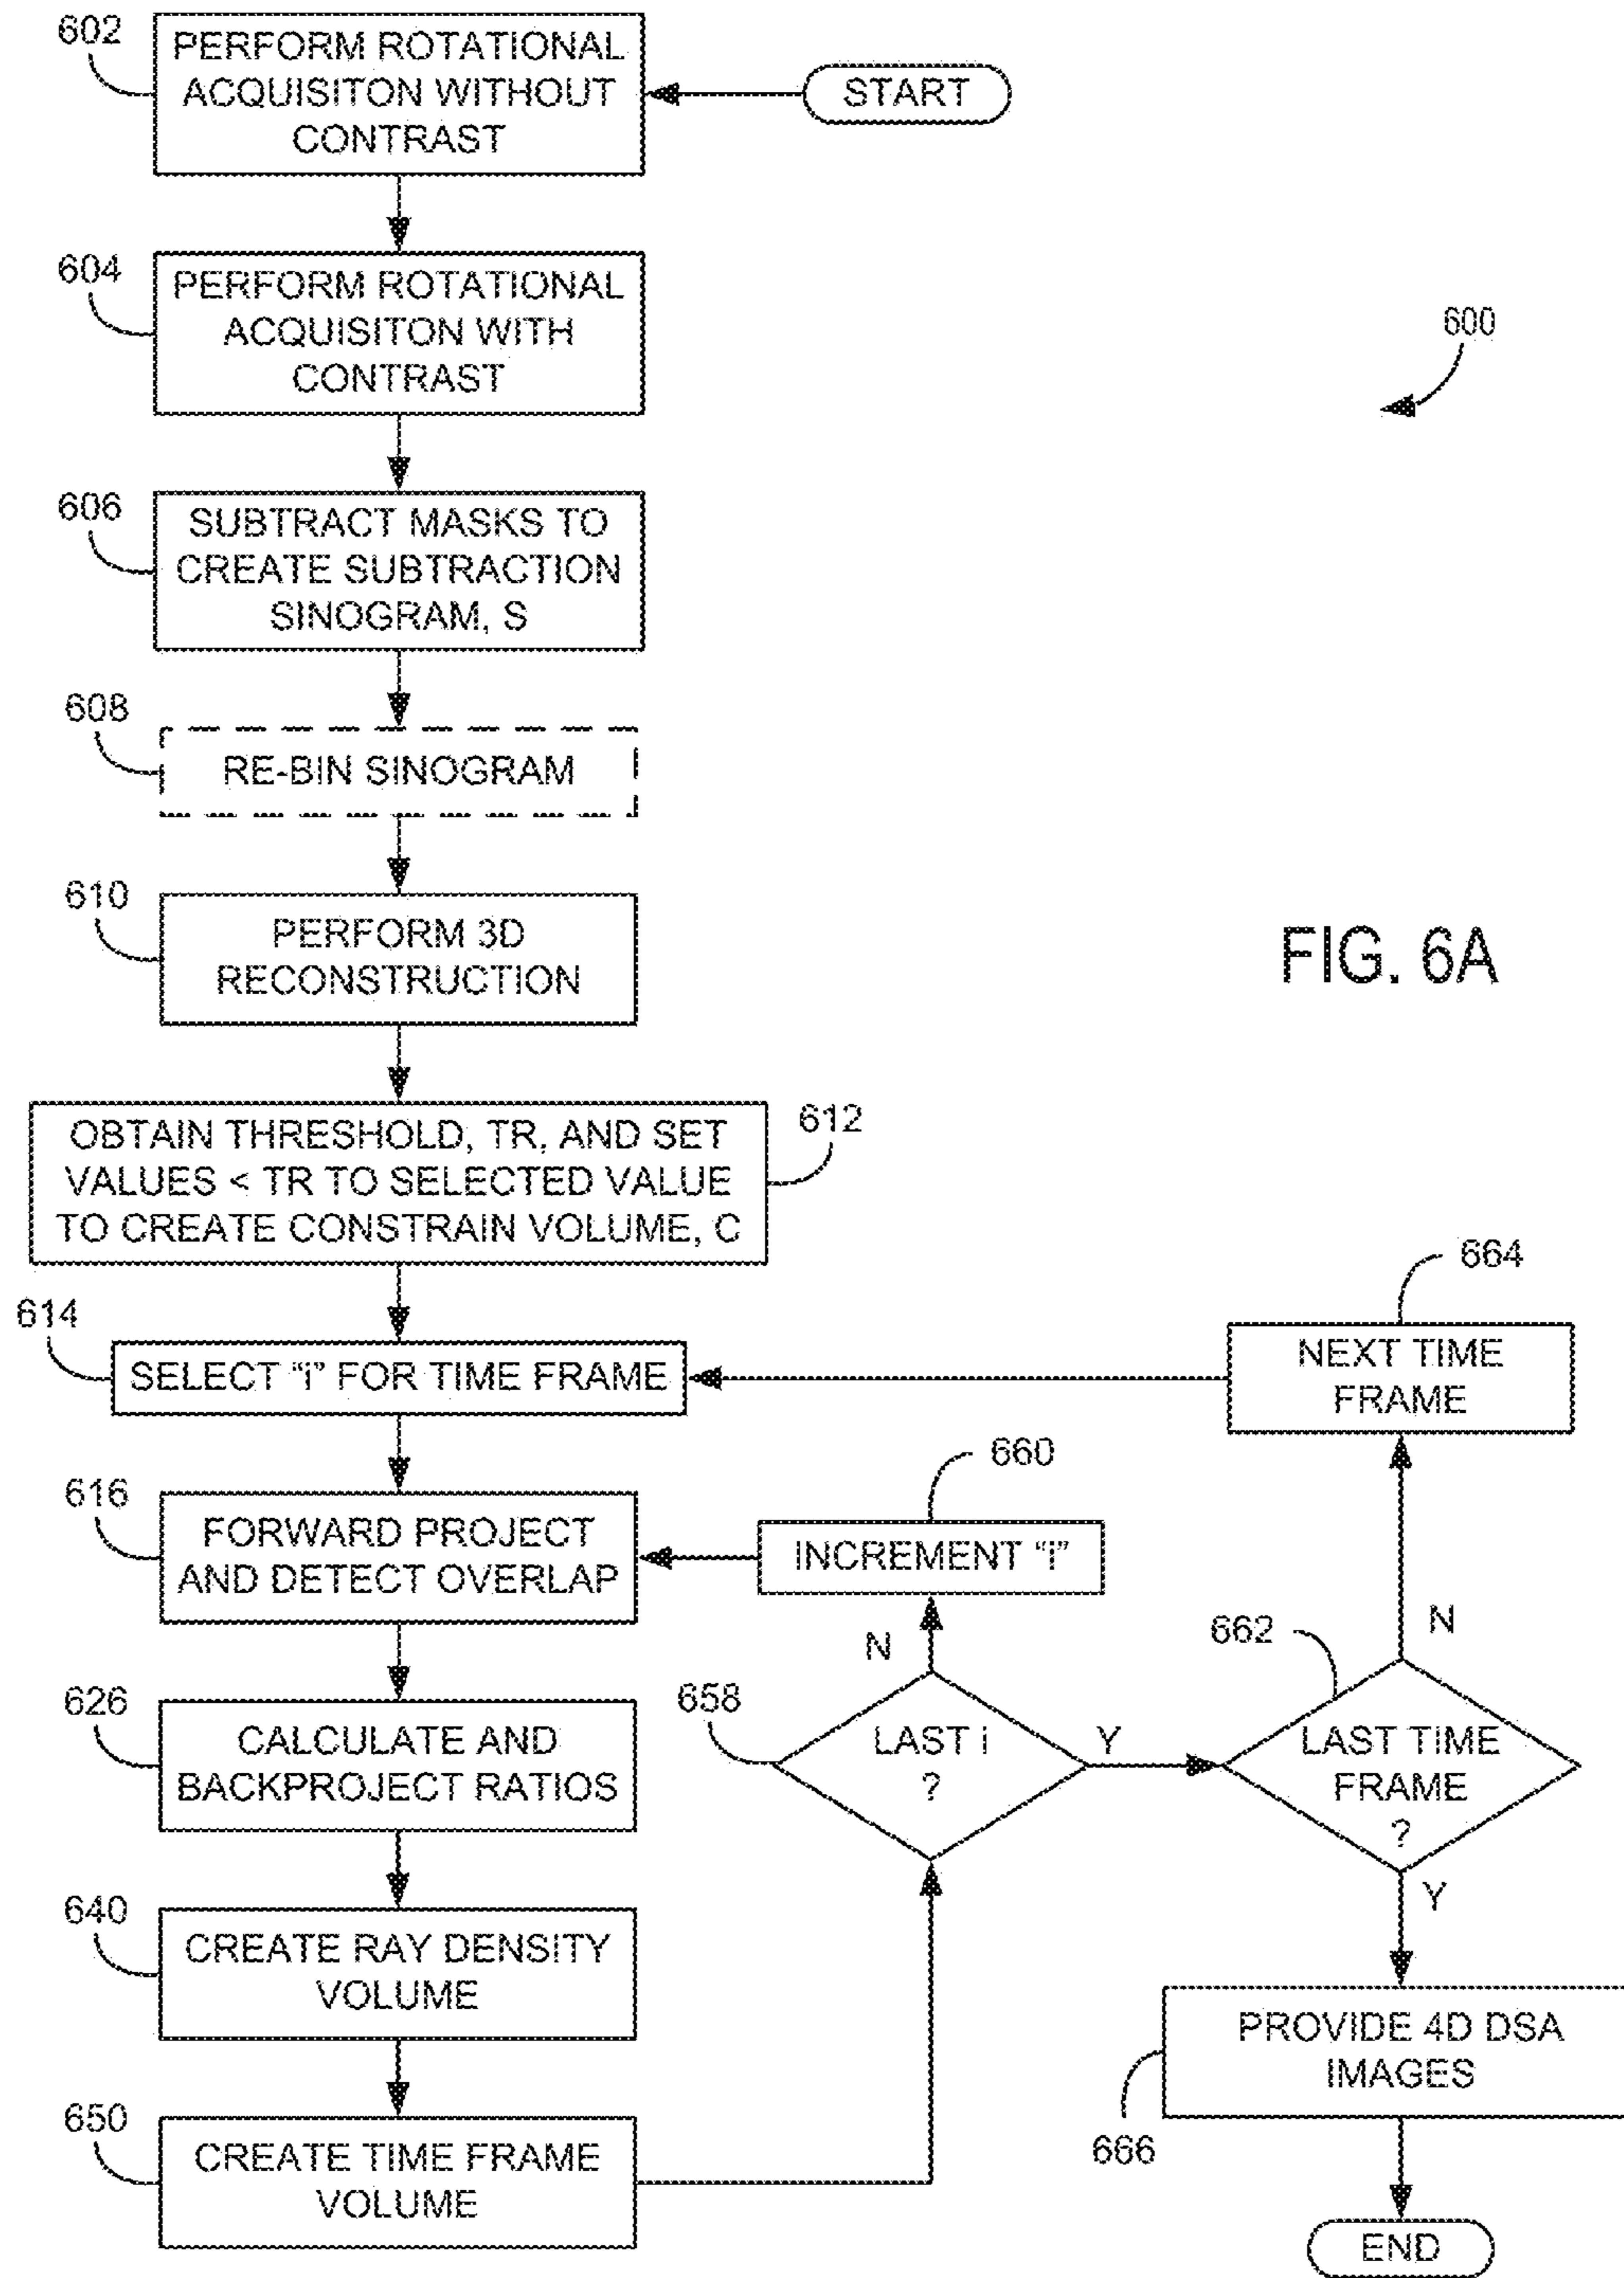 602
PERFORM ROTATIONAL
ACQUISITON WITHOUT
CONTRAST
START
604
PERFORM ROTATIONAL
ACQUISITON WITH
CONTRAST
600
606
SUBTRACT MASKS TO
CREATE SUBTRACTION
SINOGRAM, S
608
RE-BIN SINOGRAM
610
PERFORM 3D
RECONSTRUCTION
FIG. 6A
612
OBTAIN THRESHOLD, TR, AND SET
VALUES < TR TO SELECTED VALUE
TO CREATE CONSTRAIN VOLUME, C
614
SELECT "i" FOR TIME FRAME
664
NEXT TIME
FRAME
616
FORWARD PROJECT
AND DETECT OVERLAP
660
INCREMENT "i"
626
CALCULATE AND
BACKPROJECT RATIOS
658
LAST i
?
N
Y
662
LAST TIME
FRAME
?
N
Y
640
CREATE RAY DENSITY
VOLUME
650
CREATE TIME FRAME
VOLUME
PROVIDE 4D DSA
IMAGES
666
END